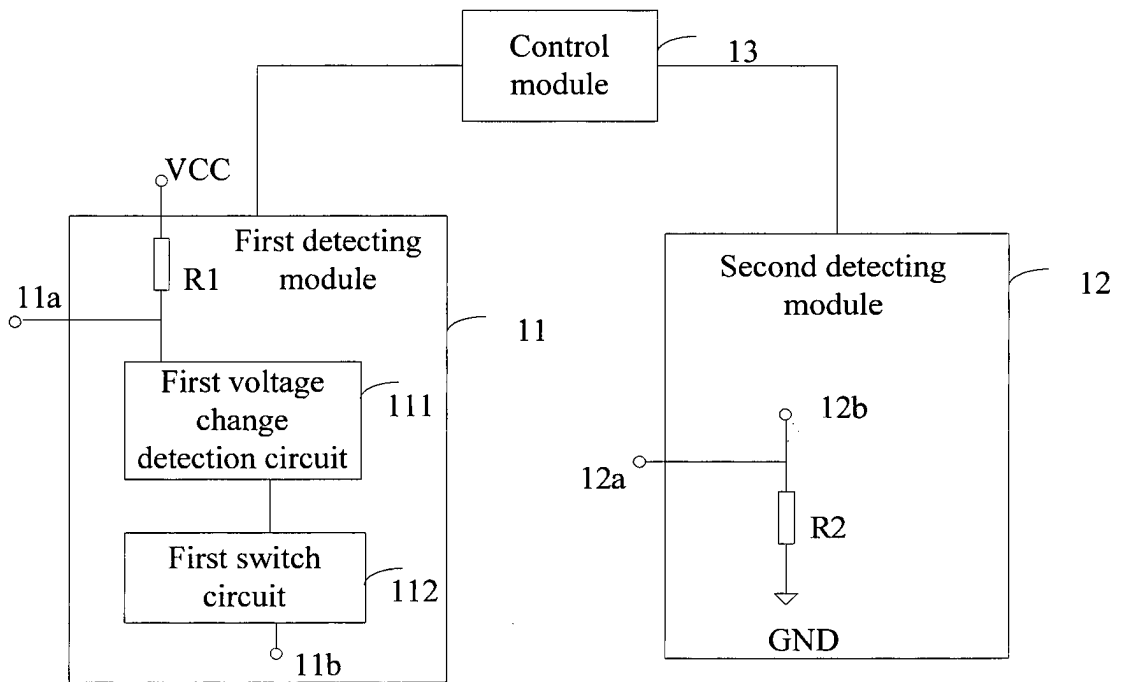 Control
module
13
VCC
First detecting
module
R1
11a
11
First voltage
change
detection circuit
111
First switch
circuit
112
11b
Second detecting
module
12
12b
12a
R2
GND